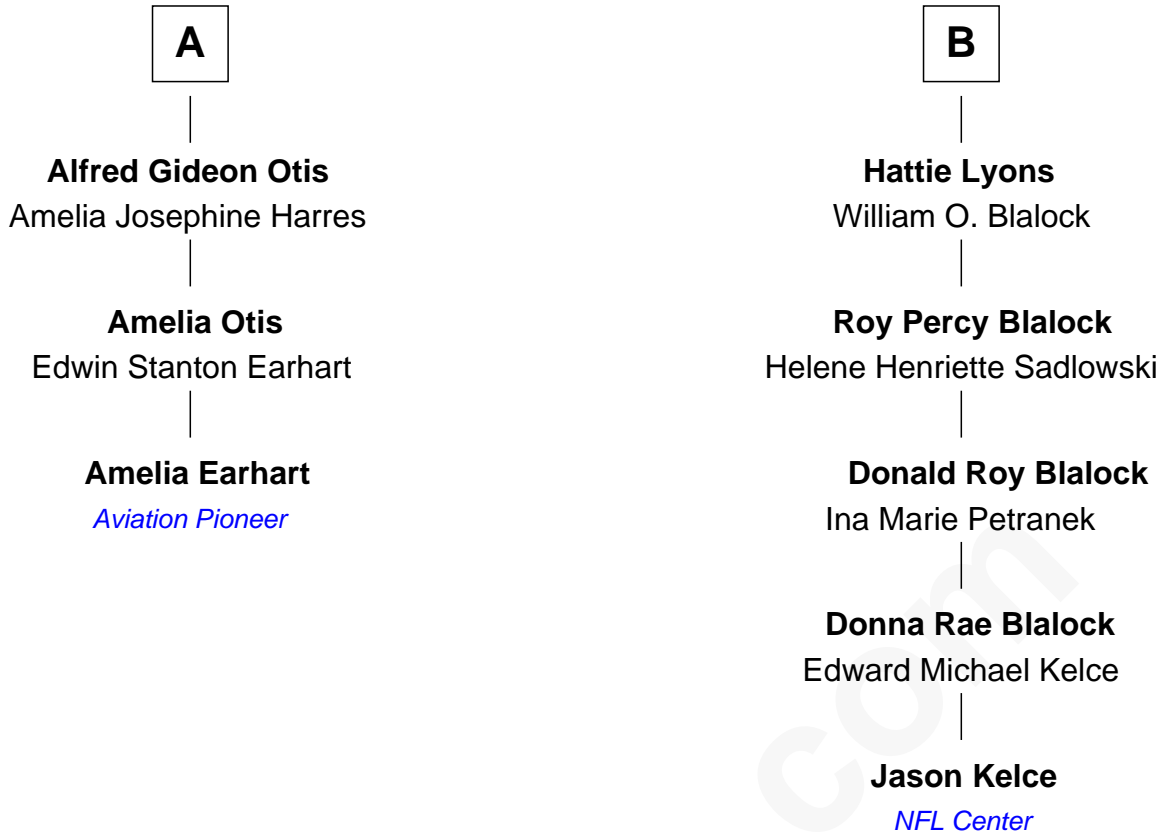 A
Alfred Gideon Otis
Amelia Josephine Harres
Amelia Otis
Edwin Stanton Earhart
Amelia Earhart
Aviation Pioneer
B
Hattie Lyons
William O. Blalock
Roy Percy Blalock
Helene Henriette Sadlowski
Donald Roy Blalock
Ina Marie Petranek
Donna Rae Blalock
Edward Michael Kelce
Jason Kelce
NFL Center
com